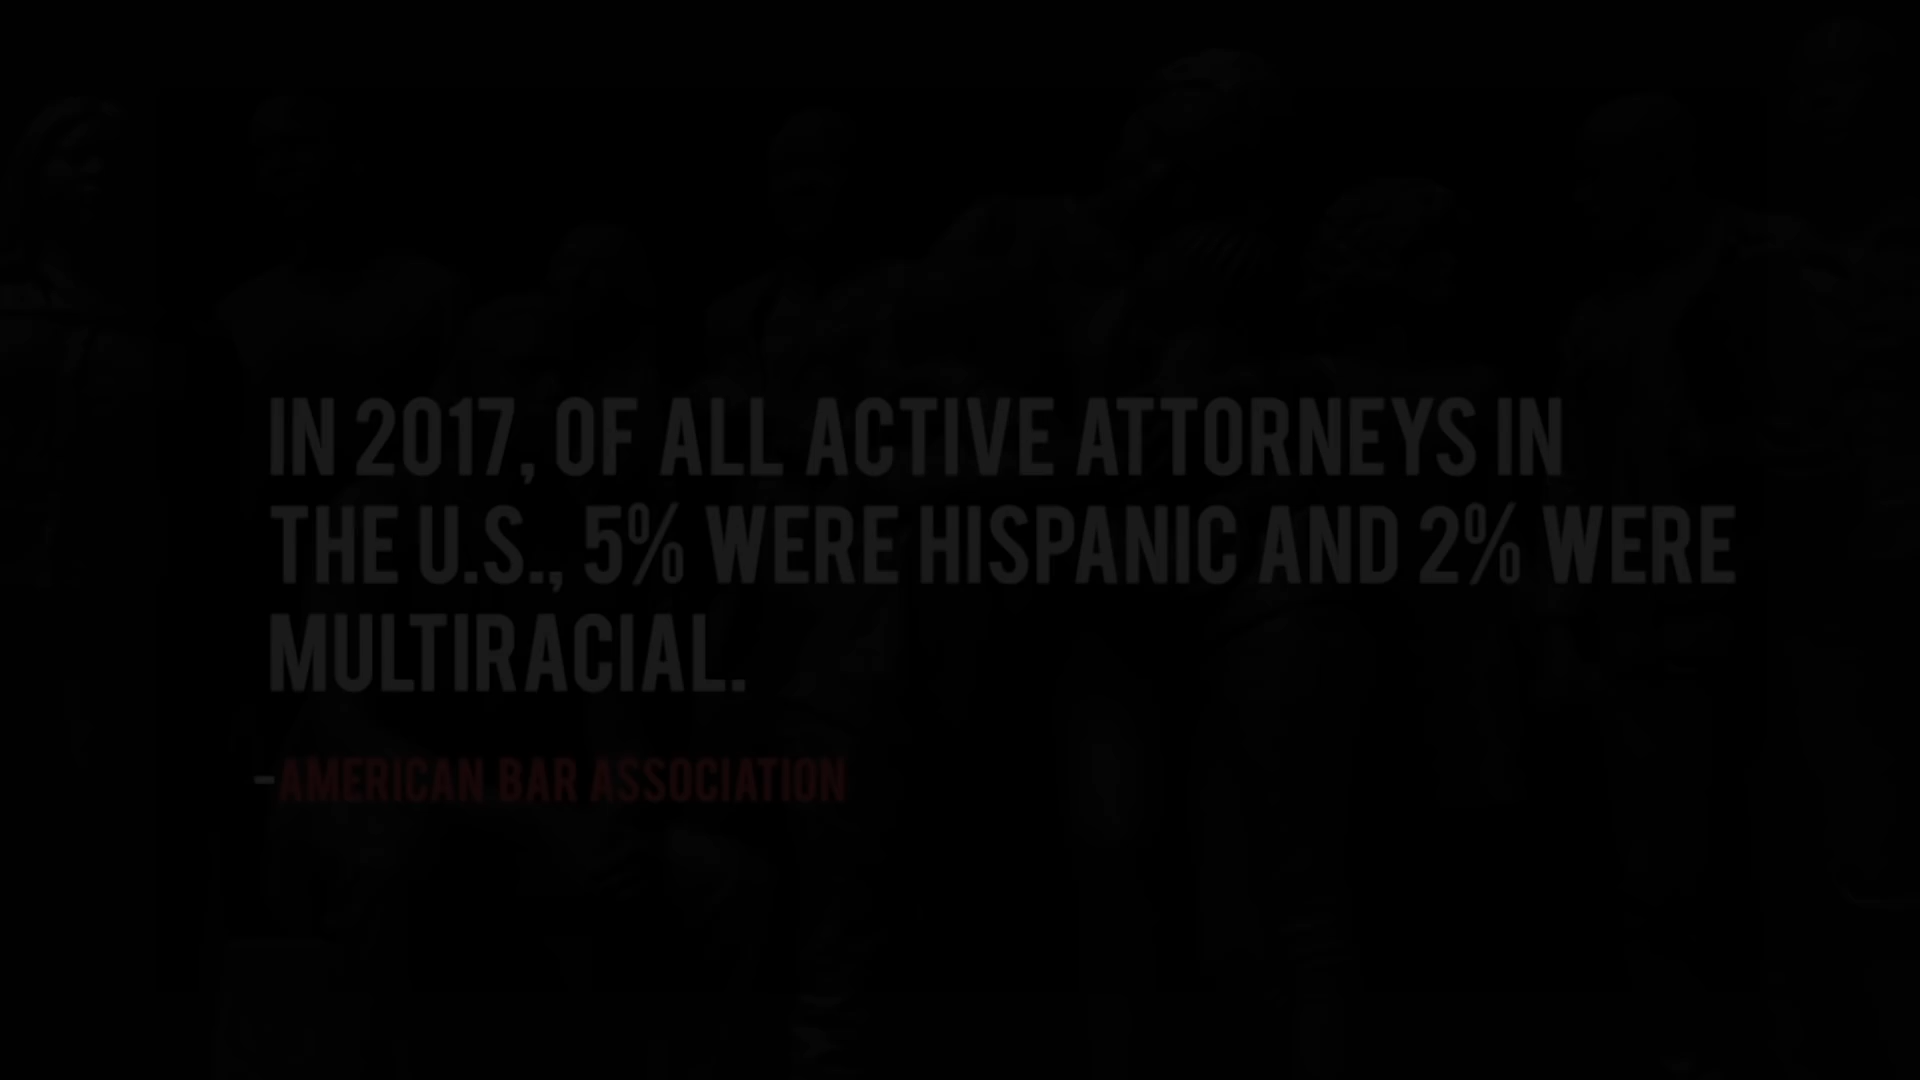 IN 2017, OF ALL ACTIVE ATTORNEYS IN
THE U.S., 5% WERE HISPANIC AND 2% WERE
MULTIRACIAL.
-AMERICAN BAR ASSOCIATION